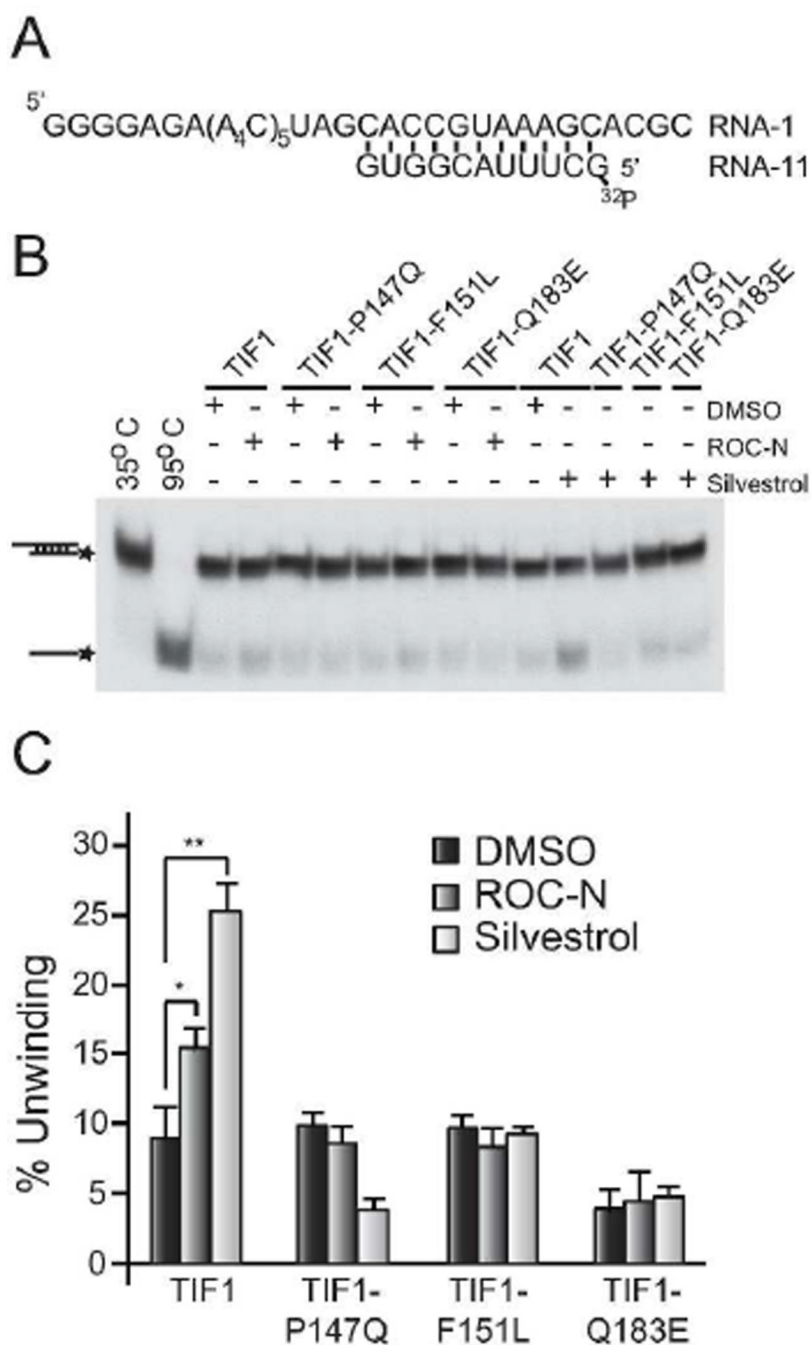 A
5'
GGGGAGA(A4C)5UAGCACCGUAAAGCACGC RNA-1
GUGGCAUUUCG 5' RNA-11
32P
B
TIF1 TIF1-P147Q TIF1-F151L TIF1-Q183E TIF1 TIF1-P147Q TIF1-F151L TIF1-Q183E
35º C 95º C
+ - + - + - + - + - - - - DMSO
- + - + - + - + - - - - - ROC-N
- - - - - - - - - + + + + Silvestrol
C
% Unwinding
30
25
20
15
10
5
0
** 
*
DMSO
ROC-N
Silvestrol
TIF1 TIF1- TIF1- TIF1-
P147Q F151L Q183E